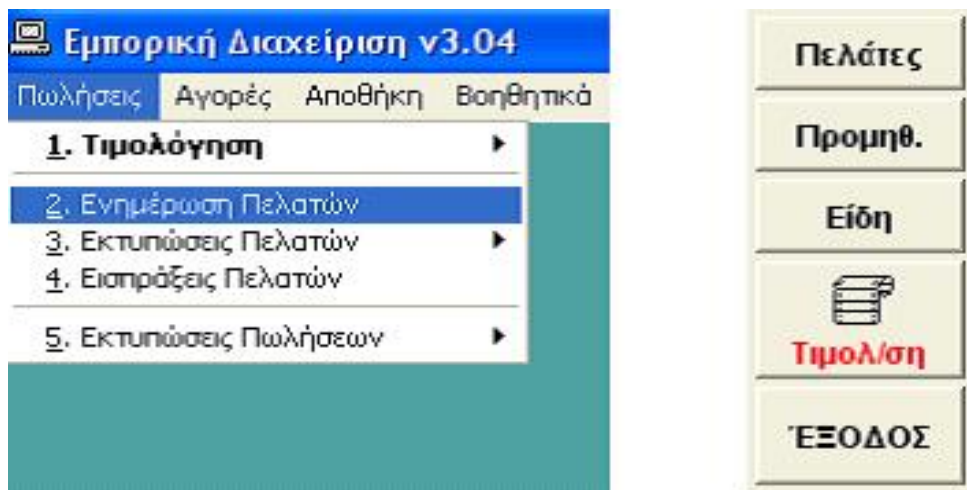 Εμπορική Διαχείριση v3.04
Πωλήσεις Αγορές Αποθήκη Βοηθητικά
1. Τιμολόγηση
2. Ενημέρωση Πελατών
3. Εκτυπώσεις Πελατών
4. Εισπράξεις Πελατών
5. Εκτυπώσεις Πωλήσεων
Πελάτες
Προμηθ.
Είδη
Τιμολ/ση
ΈΞΟΔΟΣ